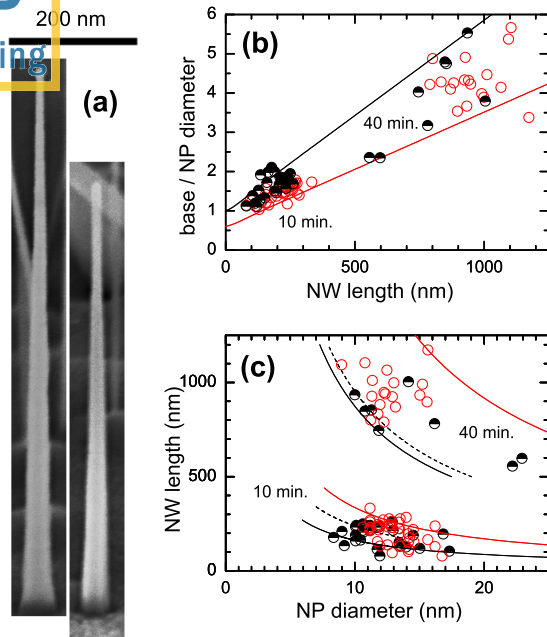 200 nm
ing
(a)
(b)
base / NP diameter
6
5
4
3
2
1
0
40 min.
10 min.
0 500 1000
NW length (nm)
(c)
NW length (nm)
1000
500
0
40 min.
10 min.
0 10 20
NP diameter (nm)